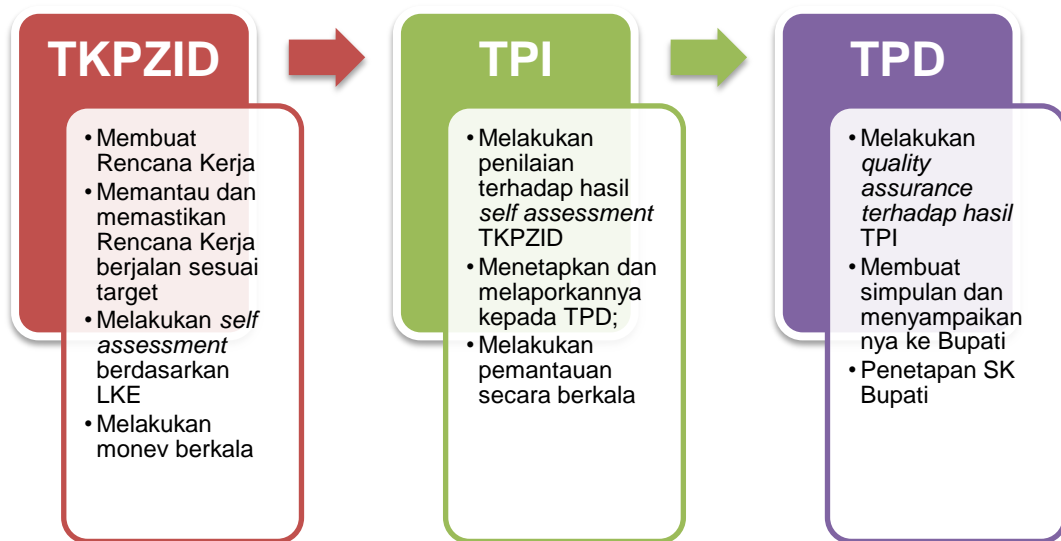 TKPZID
• Membuat
Rencana Kerja
• Memantau dan
memastikan
Rencana Kerja
berjalan sesuai
target
• Melakukan self
assessment
berdasarkan
LKE
• Melakukan
monev berkala
TPI
• Melakukan
penilaian
terhadap hasil
self assessment
TKPZID
• Menetapkan dan
melaporkannya
kepada TPD;
• Melakukan
pemantauan
secara berkala
TPD
• Melakukan
quality
assurance
terhadap hasil
TPI
• Membuat
simpulan dan
menyampaikan
nya ke Bupati
• Penetapan SK
Bupati